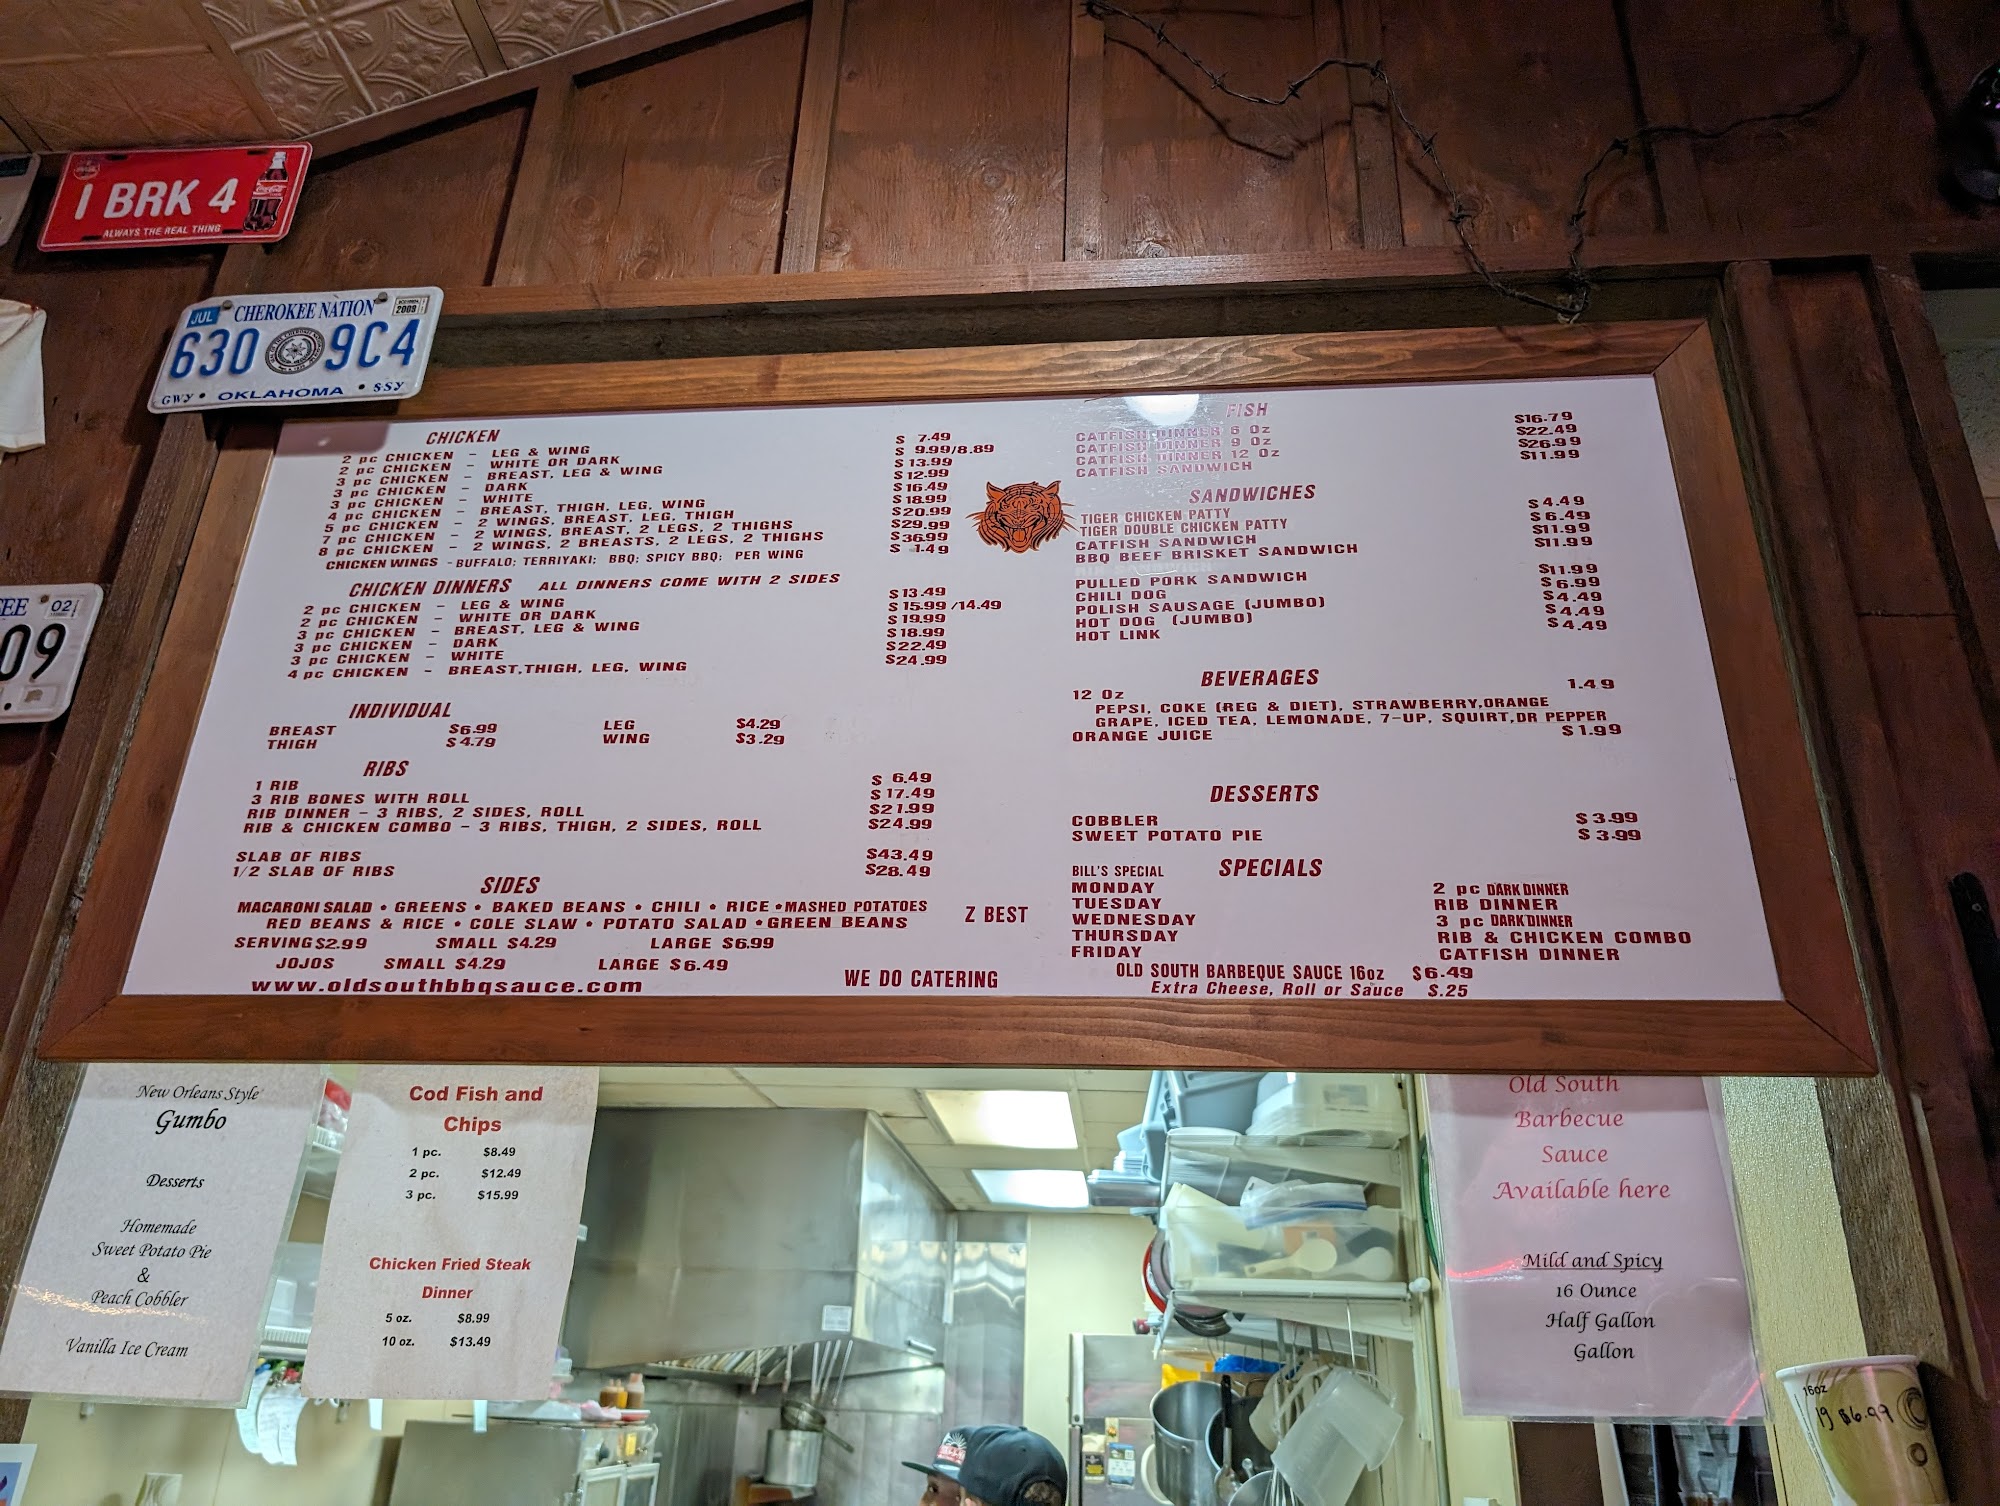 I BRK 4
Coca-Cola
ALWAYS THE REAL THING
JUL CHEROKEE NATION 2009
630 9C4
GWY • OKLAHOMA • SSY
EE 02
09
CHICKEN
2 pc CHICKEN - LEG & WING $ 7.49
2 pc CHICKEN - WHITE OR DARK $ 9.99/8.89
3 pc CHICKEN - BREAST, LEG & WING $13.99
3 pc CHICKEN - DARK $12.99
3 pc CHICKEN - WHITE $16.49
4 pc CHICKEN - BREAST, THIGH, LEG, WING $18.99
5 pc CHICKEN - 2 WINGS, BREAST, LEG, THIGH $20.99
7 pc CHICKEN - 2 WINGS, BREAST, 2 LEGS, 2 THIGHS $29.99
8 pc CHICKEN - 2 WINGS, 2 BREASTS, 2 LEGS, 2 THIGHS $36.99
CHICKEN WINGS - BUFFALO; TERRIYAKI; BBQ; SPICY BBQ; PER WING $ 1.49
CHICKEN DINNERS ALL DINNERS COME WITH 2 SIDES
2 pc CHICKEN - LEG & WING $13.49
2 pc CHICKEN - WHITE OR DARK $15.99/14.49
3 pc CHICKEN - BREAST, LEG & WING $19.99
3 pc CHICKEN - DARK $18.99
3 pc CHICKEN - WHITE $22.49
4 pc CHICKEN - BREAST,THIGH, LEG, WING $24.99
INDIVIDUAL
BREAST $6.99 LEG $4.29
THIGH $4.79 WING $3.29
RIBS
1 RIB $ 6.49
3 RIB BONES WITH ROLL $17.49
RIB DINNER - 3 RIBS, 2 SIDES, ROLL $21.99
RIB & CHICKEN COMBO - 3 RIBS, THIGH, 2 SIDES, ROLL $24.99
SLAB OF RIBS $43.49
1/2 SLAB OF RIBS $28.49
SIDES
MACARONI SALAD • GREENS • BAKED BEANS • CHILI • RICE • MASHED POTATOES
RED BEANS & RICE • COLE SLAW • POTATO SALAD • GREEN BEANS
SERVING $2.99 SMALL $4.29 LARGE $6.99
JOJOS SMALL $4.29 LARGE $6.49
www.oldsouthbbqsauce.com
Z BEST
WE DO CATERING
FISH
CATFISH DINNER 6 Oz $16.79
CATFISH DINNER 9 Oz $22.49
CATFISH DINNER 12 Oz $26.99
CATFISH SANDWICH $11.99
SANDWICHES
TIGER CHICKEN PATTY $4.49
TIGER DOUBLE CHICKEN PATTY $6.49
CATFISH SANDWICH $11.99
BBQ BEEF BRISKET SANDWICH $11.99
PULLED PORK SANDWICH $11.99
CHILI DOG $6.99
POLISH SAUSAGE (JUMBO) $4.49
HOT DOG (JUMBO) $4.49
HOT LINK $4.49
BEVERAGES
12 Oz 1.49
PEPSI, COKE (REG & DIET), STRAWBERRY,ORANGE
GRAPE, ICED TEA, LEMONADE, 7-UP, SQUIRT,DR PEPPER
ORANGE JUICE $1.99
DESSERTS
COBBLER $3.99
SWEET POTATO PIE $3.99
BILL'S SPECIAL SPECIALS
MONDAY 2 pc DARK DINNER
TUESDAY RIB DINNER
WEDNESDAY 3 pc DARK DINNER
THURSDAY RIB & CHICKEN COMBO
FRIDAY CATFISH DINNER
OLD SOUTH BARBEQUE SAUCE 16oz $6.49
Extra Cheese, Roll or Sauce $.25
New Orleans Style
Gumbo
Desserts
Homemade
Sweet Potato Pie
&
Peach Cobbler
Vanilla Ice Cream
Cod Fish and
Chips
1 pc. $8.49
2 pc. $12.49
3 pc. $15.99
Chicken Fried Steak
Dinner
5 oz. $8.99
10 oz. $13.49
Old South
Barbecue
Sauce
Available here
Mild and Spicy
16 Ounce
Half Gallon
Gallon
16oz
$6.99